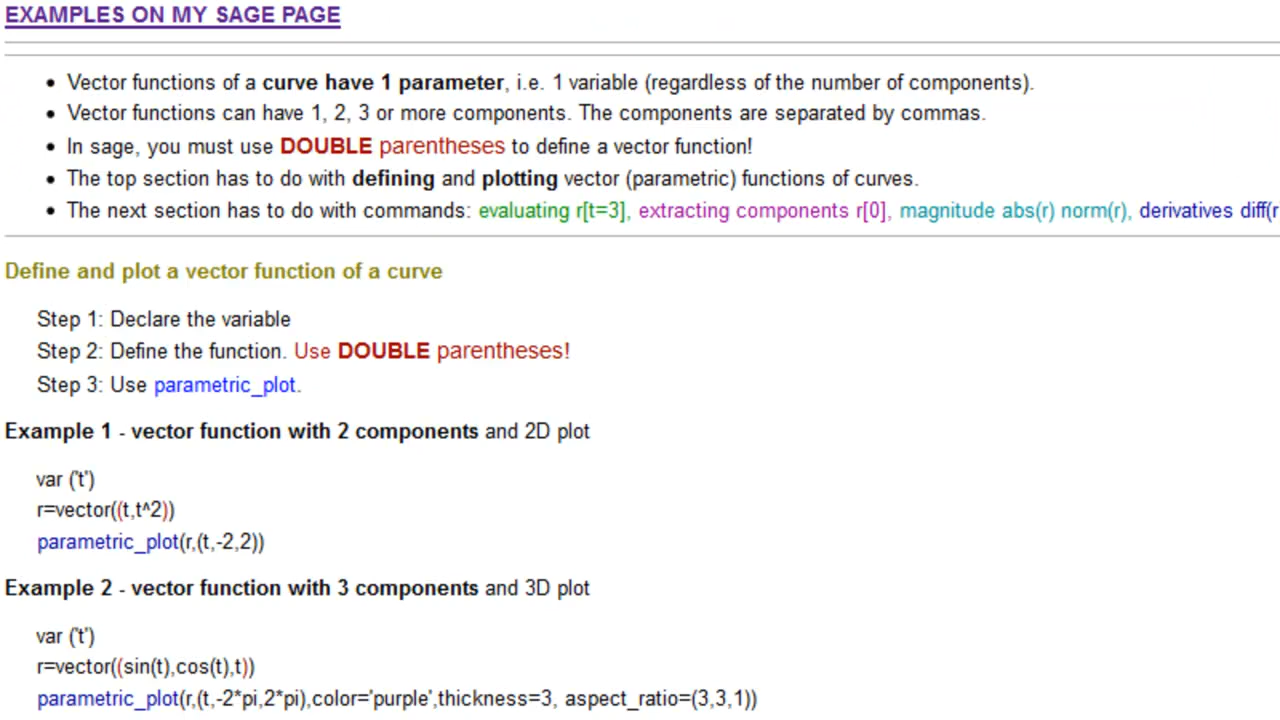 EXAMPLES ON MY SAGE PAGE
• Vector functions of a curve have 1 parameter, i.e. 1 variable (regardless of the number of components).
• Vector functions can have 1, 2, 3 or more components. The components are separated by commas.
• In sage, you must use DOUBLE parentheses to define a vector function!
• The top section has to do with defining and plotting vector (parametric) functions of curves.
• The next section has to do with commands: evaluating r[t=3], extracting components r[0], magnitude abs(r) norm(r), derivatives diff(r
Define and plot a vector function of a curve
Step 1: Declare the variable
Step 2: Define the function. Use DOUBLE parentheses!
Step 3: Use parametric_plot.
Example 1 - vector function with 2 components and 2D plot
var ('t')
r=vector((t,t^2))
parametric_plot(r,(t,-2,2))
Example 2 - vector function with 3 components and 3D plot
var ('t')
r=vector((sin(t),cos(t),t))
parametric_plot(r,(t,-2*pi,2*pi),color='purple',thickness=3, aspect_ratio=(3,3,1))